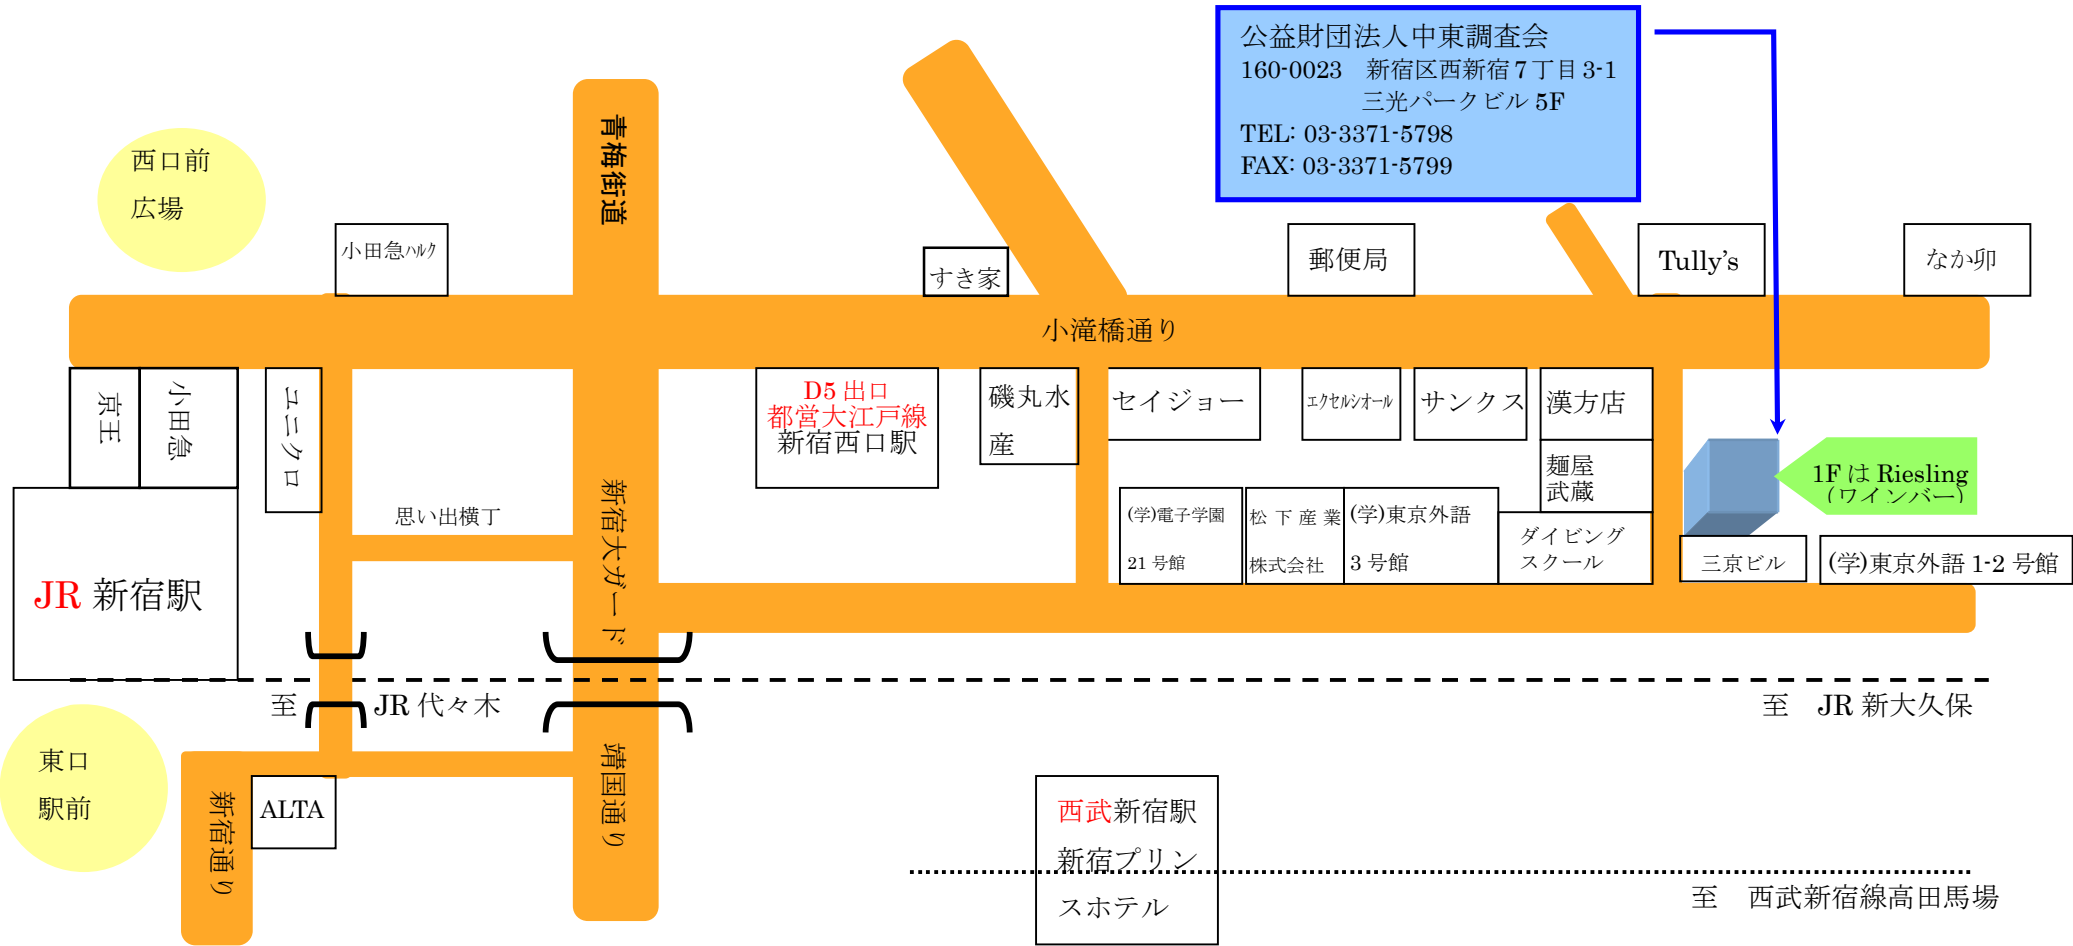 公益財団法人中東調査会
160-0023　新宿区西新宿7丁目3-1
三光パークビル 5F
TEL: 03-3371-5798
FAX: 03-3371-5799
西口前
広場
青梅街道
小田急ハルク
すき家
郵便局
Tully's
なか卯
小滝橋通り
京王
小田急
ユニクロ
D5 出口
都営大江戸線
新宿西口駅
磯丸水
産
セイジョー
エクセルシオール
サンクス
漢方店
麺屋
武蔵
1F は Riesling
（ワインバー）
思い出横丁
新宿大ガード
(学)電子学園
21 号館
松下産業
株式会社
(学)東京外語
3 号館
ダイビング
スクール
三京ビル
(学)東京外語 1-2 号館
JR 新宿駅
至　JR 代々木
至　JR 新大久保
東口
駅前
新宿通り
ALTA
靖国通り
西武新宿駅
新宿プリン
スホテル
至　西武新宿線高田馬場